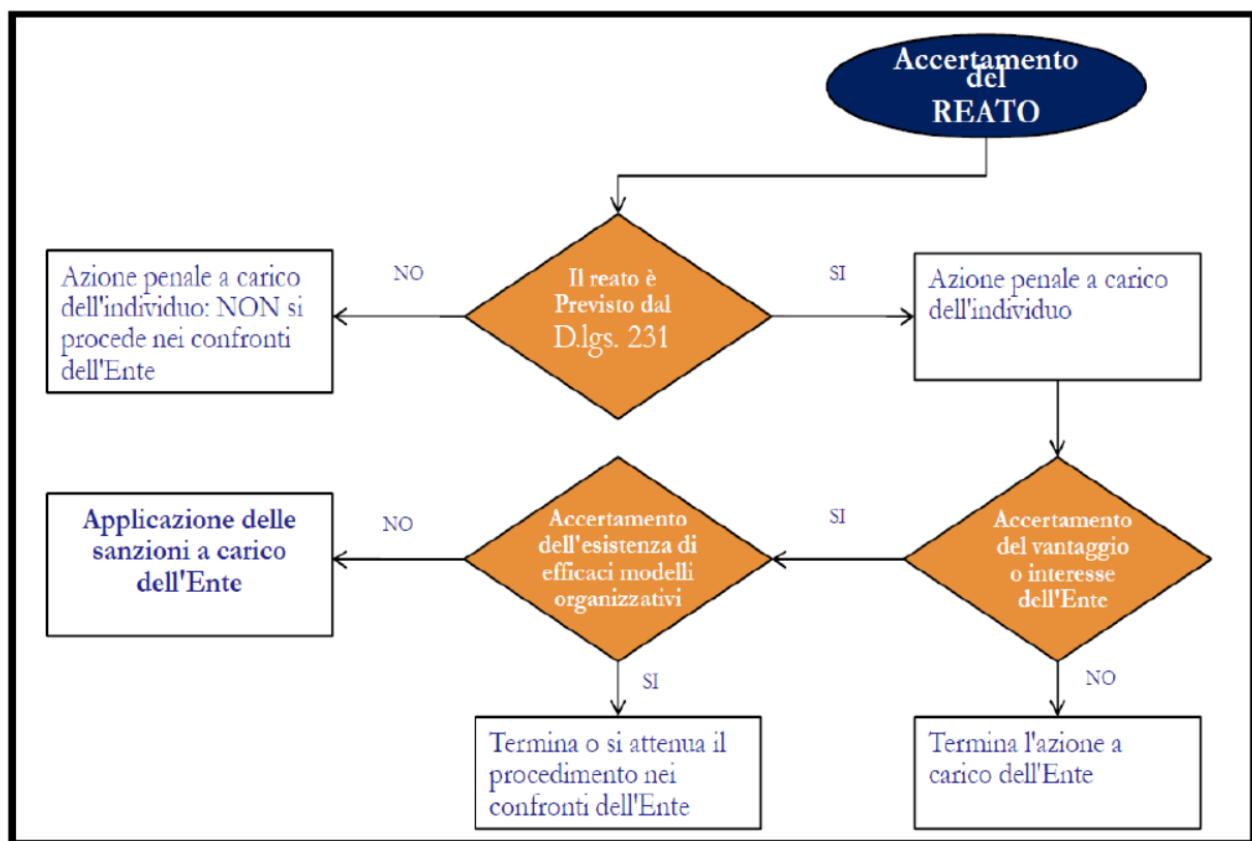 Accertamento
del
REATO
Azione penale a carico
dell'individuo: NON si
procede nei confronti
dell'Ente
NO
Il reato è
Previsto dal
D.lgs. 231
SI
Azione penale a carico
dell'individuo
Applicazione delle
sanzioni a carico
dell'Ente
NO
Accertamento
dell'esistenza di
efficaci modelli
organizzativi
SI
Accertamento
del vantaggio
o interesse
dell'Ente
SI
NO
Termina o si attenua il
procedimento nei
confronti dell'Ente
Termina l'azione a
carico dell'Ente